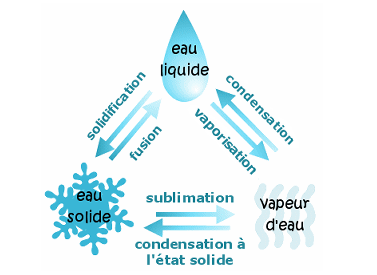 eau
liquide
solidification
fusion
condensation
vaporisation
eau
solide
sublimation
condensation à
l'état solide
vapeur
d'eau